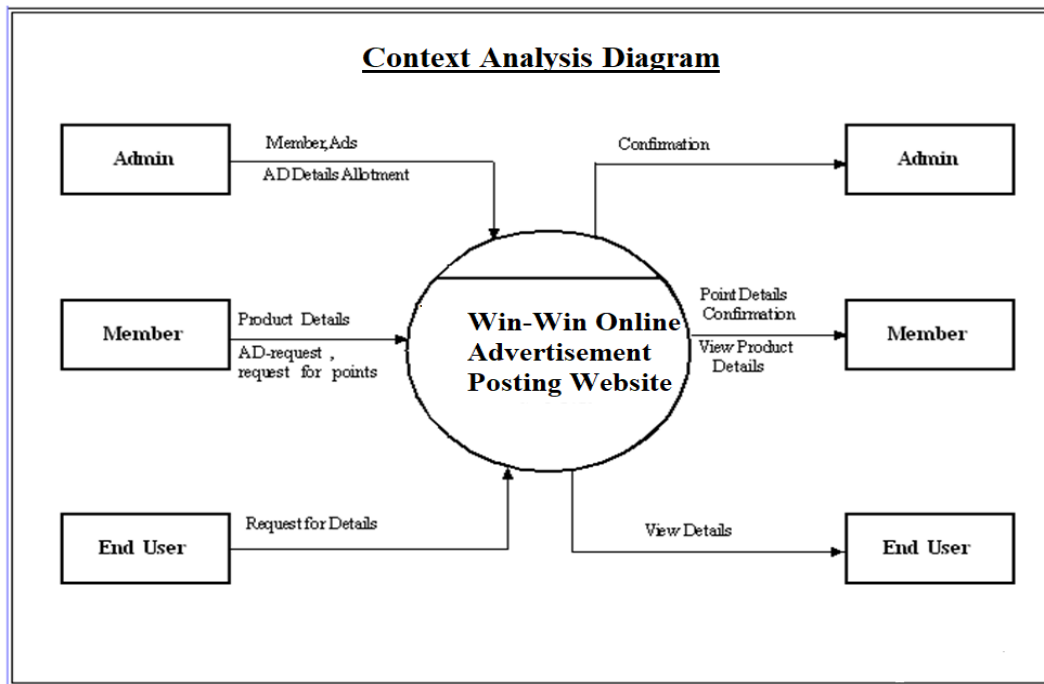 Context Analysis Diagram
Admin
Member,Ads
AD Details Allotment
Confirmation
Admin
Member
Product Details
AD-request ,
request for points
Win-Win Online
Advertisement
Posting Website
Point Details
Confirmation
View Product
Details
Member
End User
Request for Details
View Details
End User